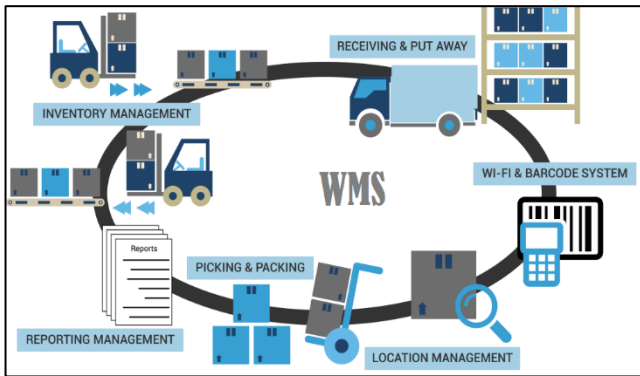 RECEIVING & PUT AWAY
INVENTORY MANAGEMENT
WMS
WI-FI & BARCODE SYSTEM
Reports
PICKING & PACKING
REPORTING MANAGEMENT
LOCATION MANAGEMENT